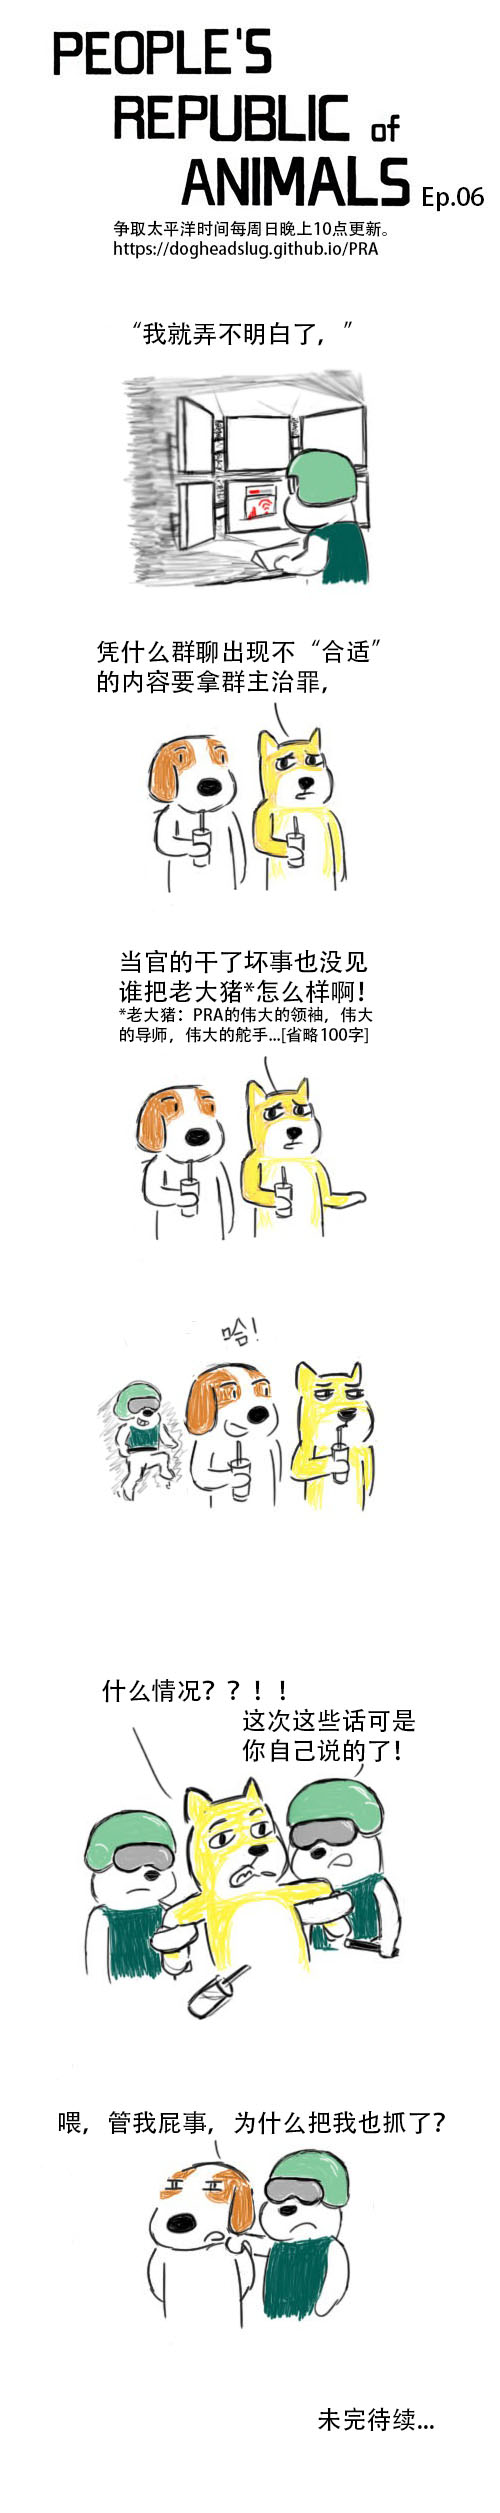 PEOPLE'S
REPUBLIC of
ANIMALS Ep.06
争取太平洋时间每周日晚上10点更新。
https://dogheadslug.github.io/PRA
“我就弄不明白了，”
凭什么群聊出现不“合适”
的内容要拿群主治罪，
当官的干了坏事也没见
谁把老大猪*怎么样啊！
*老大猪：PRA的伟大的领袖，伟大
的导师，伟大的舵手...[省略100字]
哈！
什么情况？？！！
这次这些话可是
你自己说的了！
喂，管我屁事，为什么把我也抓了？
未完待续...